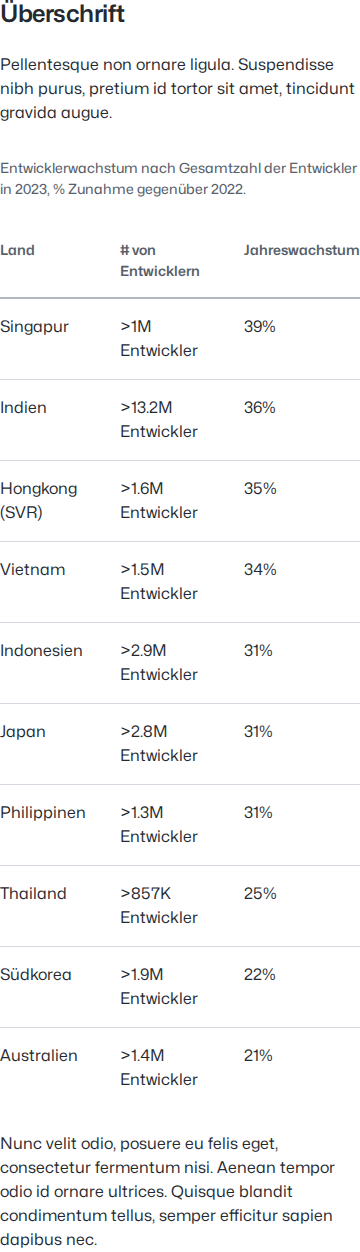 Überschrift
Pellentesque non ornare ligula. Suspendisse
nibh purus, pretium id tortor sit amet, tincidunt
gravida augue.
Entwicklerwachstum nach Gesamtzahl der Entwickler
in 2023, % Zunahme gegenüber 2022.
Land # von Jahreswachstum
Entwicklern
Singapur >1M 39%
Entwickler
Indien >13.2M 36%
Entwickler
Hongkong >1.6M 35%
(SVR) Entwickler
Vietnam >1.5M 34%
Entwickler
Indonesien >2.9M 31%
Entwickler
Japan >2.8M 31%
Entwickler
Philippinen >1.3M 31%
Entwickler
Thailand >857K 25%
Entwickler
Südkorea >1.9M 22%
Entwickler
Australien >1.4M 21%
Entwickler
Nunc velit odio, posuere eu felis eget,
consectetur fermentum nisi. Aenean tempor
odio id ornare ultrices. Quisque blandit
condimentum tellus, semper efficitur sapien
dapibus nec.